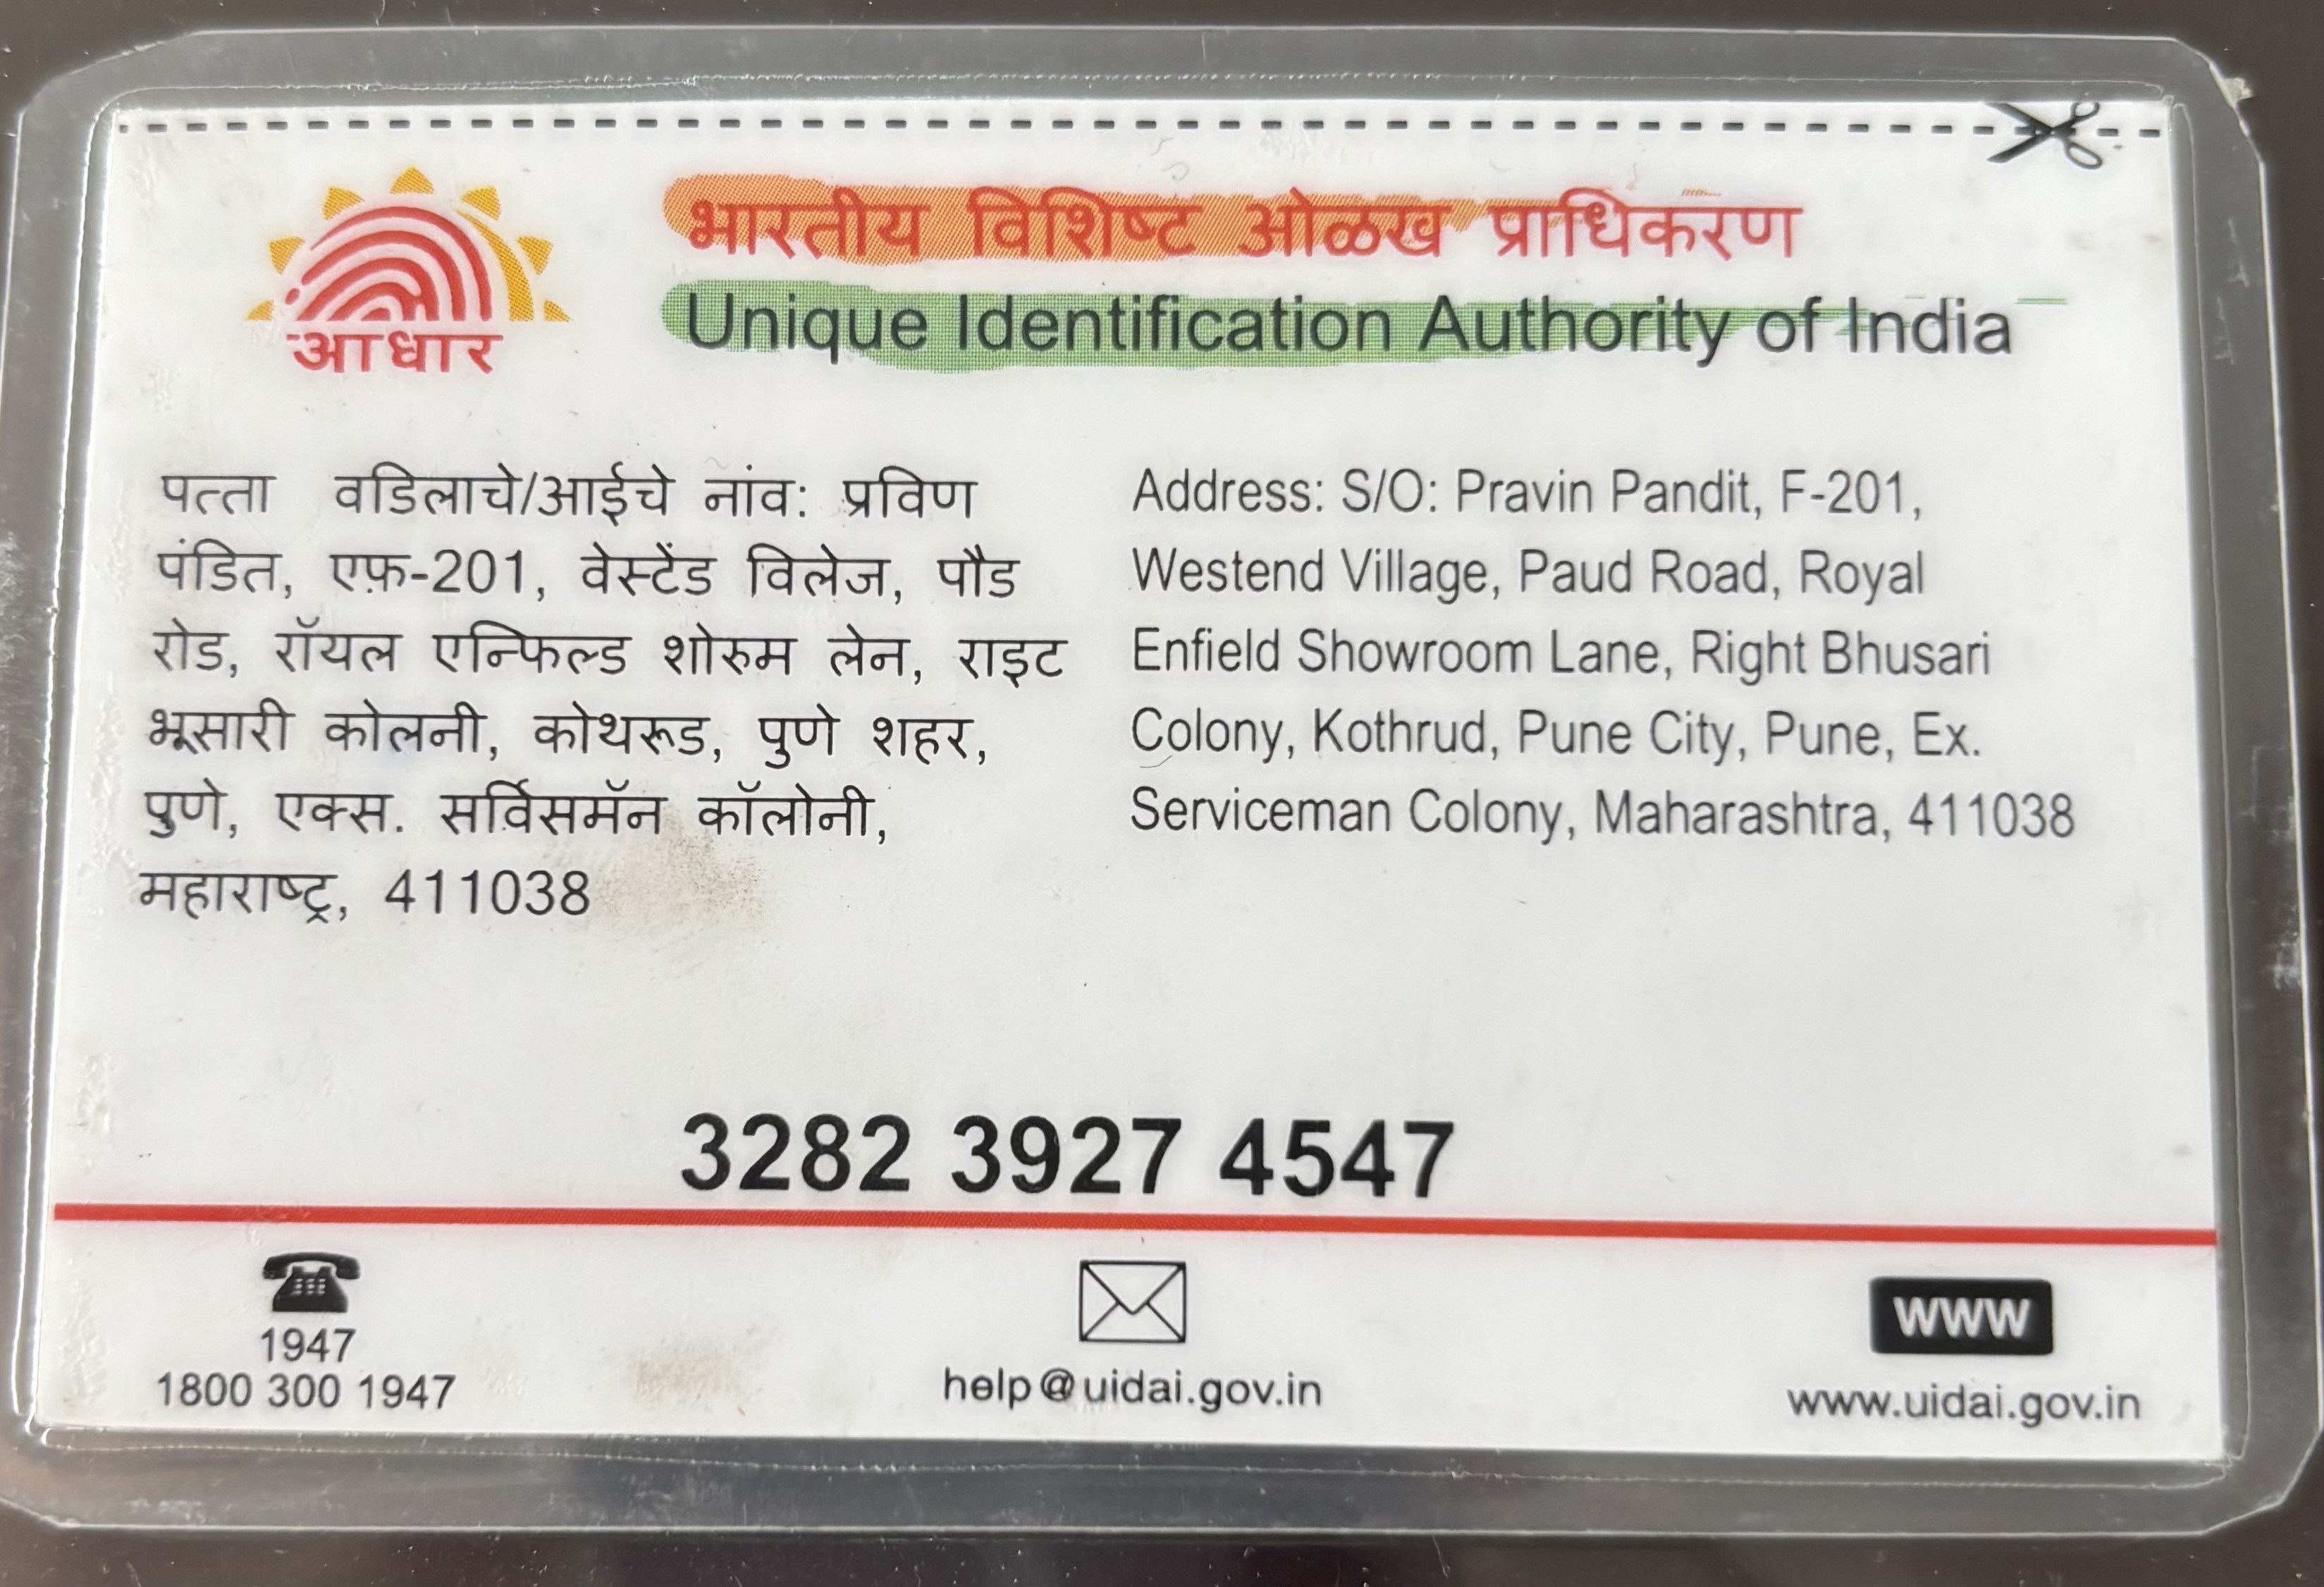 आधार
भारतीय विशिष्ट ओळख प्राधिकरण
Unique Identification Authority of India
पत्ता वडिलाचे/आईचे नांव: प्रविण
पंडित, एफ़-201, वेस्टेंड विलेज, पौड
रोड, रॉयल एन्फिल्ड शोरुम लेन, राइट
भूसारी कोलनी, कोथरूड, पुणे शहर,
पुणे, एक्स. सर्विसमॅन कॉलोनी,
महाराष्ट्र, 411038
Address: S/O: Pravin Pandit, F-201,
Westend Village, Paud Road, Royal
Enfield Showroom Lane, Right Bhusari
Colony, Kothrud, Pune City, Pune, Ex.
Serviceman Colony, Maharashtra, 411038
3282 3927 4547
1947
1800 300 1947
help@uidai.gov.in
WWW
www.uidai.gov.in